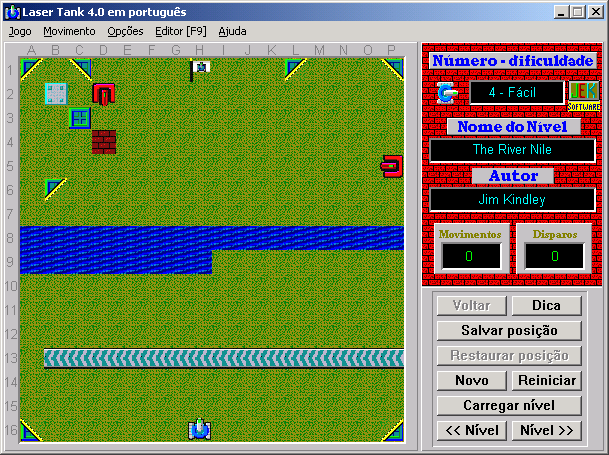 Laser Tank 4.0 em português
Jogo Movimento Opções Editor [F9] Ajuda
A B C D E F G H I J K L M N O P
1
2
3
4
5
6
7
8
9
10
11
12
13
14
15
16
Número - dificuldade
4 - Fácil
JEK
SOFTWARE
Nome do Nível
The River Nile
Autor
Jim Kindley
Movimentos Disparos
0 0
Voltar Dica
Salvar posição
Restaurar posição
Novo Reiniciar
Carregar nível
<< Nível Nível >>